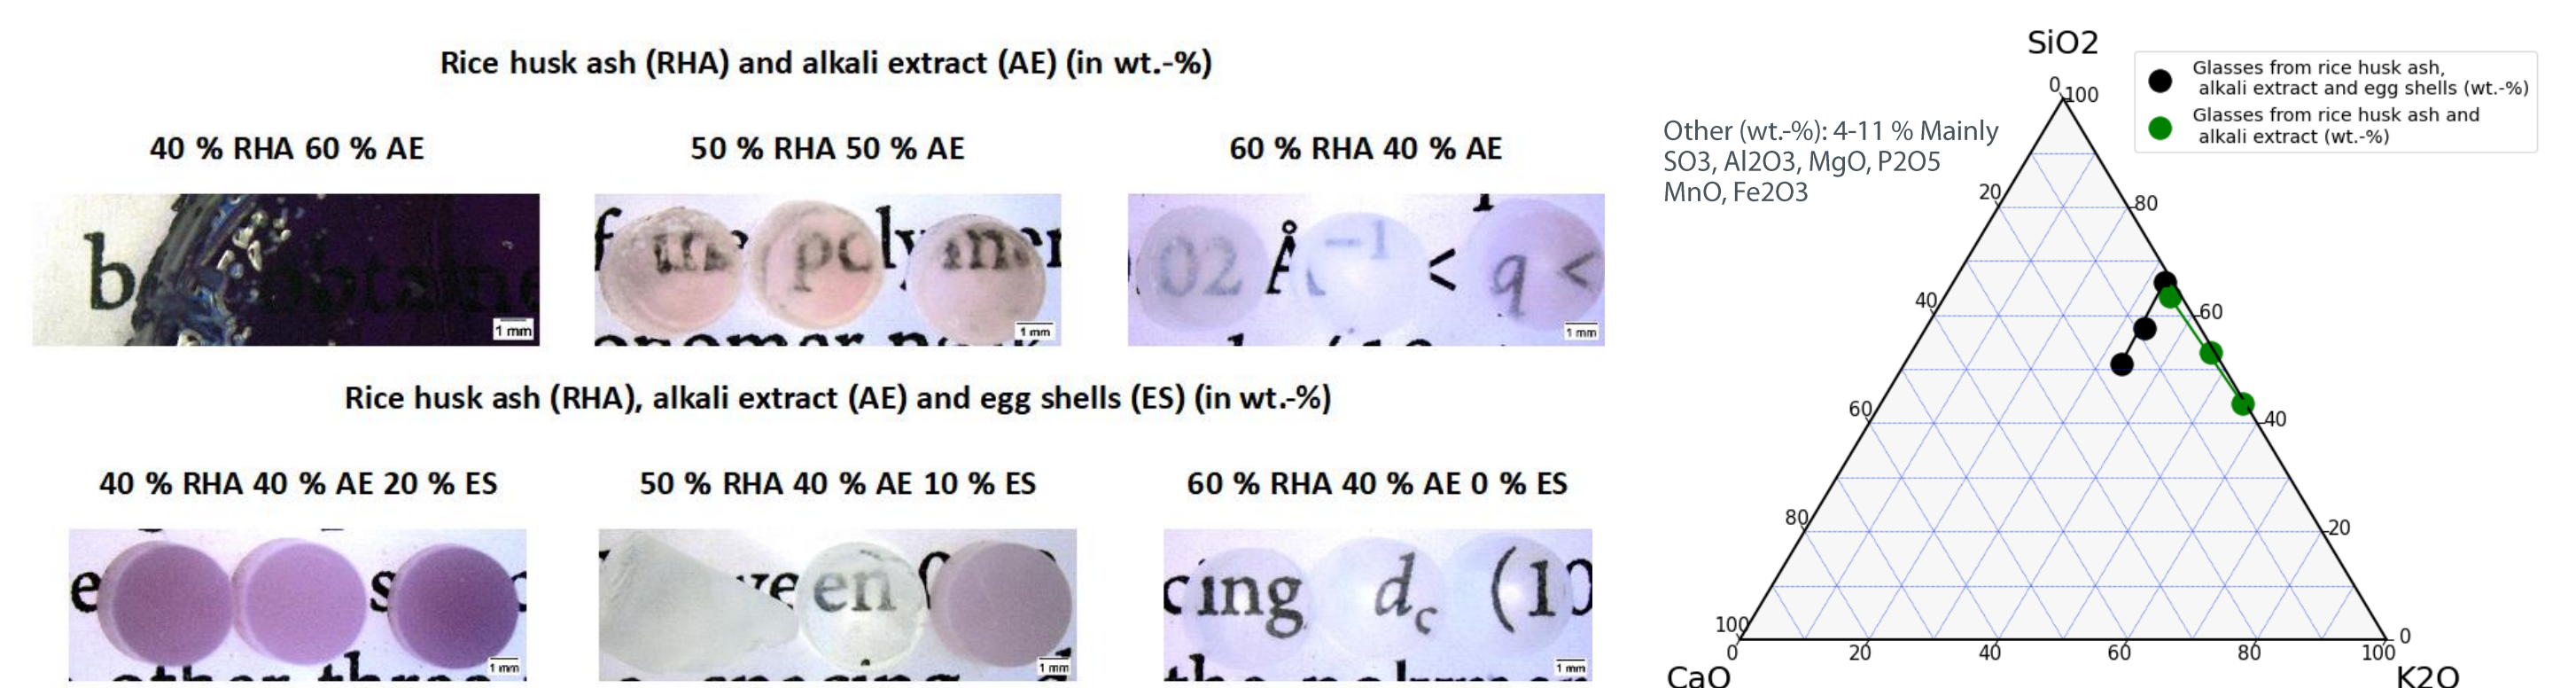 Rice husk ash (RHA) and alkali extract (AE) (in wt.-%)
40 % RHA 60 % AE
50 % RHA 50 % AE
60 % RHA 40 % AE
1 mm
1 mm
02 Å −1 < q <
1 mm
Rice husk ash (RHA), alkali extract (AE) and egg shells (ES) (in wt.-%)
40 % RHA 40 % AE 20 % ES
50 % RHA 40 % AE 10 % ES
60 % RHA 40 % AE 0 % ES
1 mm
een
1 mm
cing dc (10
1 mm
SiO2
Glasses from rice husk ash,
alkali extract and egg shells (wt.-%)
Glasses from rice husk ash and
alkali extract (wt.-%)
Other (wt.-%): 4-11 % Mainly
SO3, Al2O3, MgO, P2O5
MnO, Fe2O3
0 100
20 80
40 60
60 40
80 20
100 0
0 20 40 60 80 100
CaO K2O